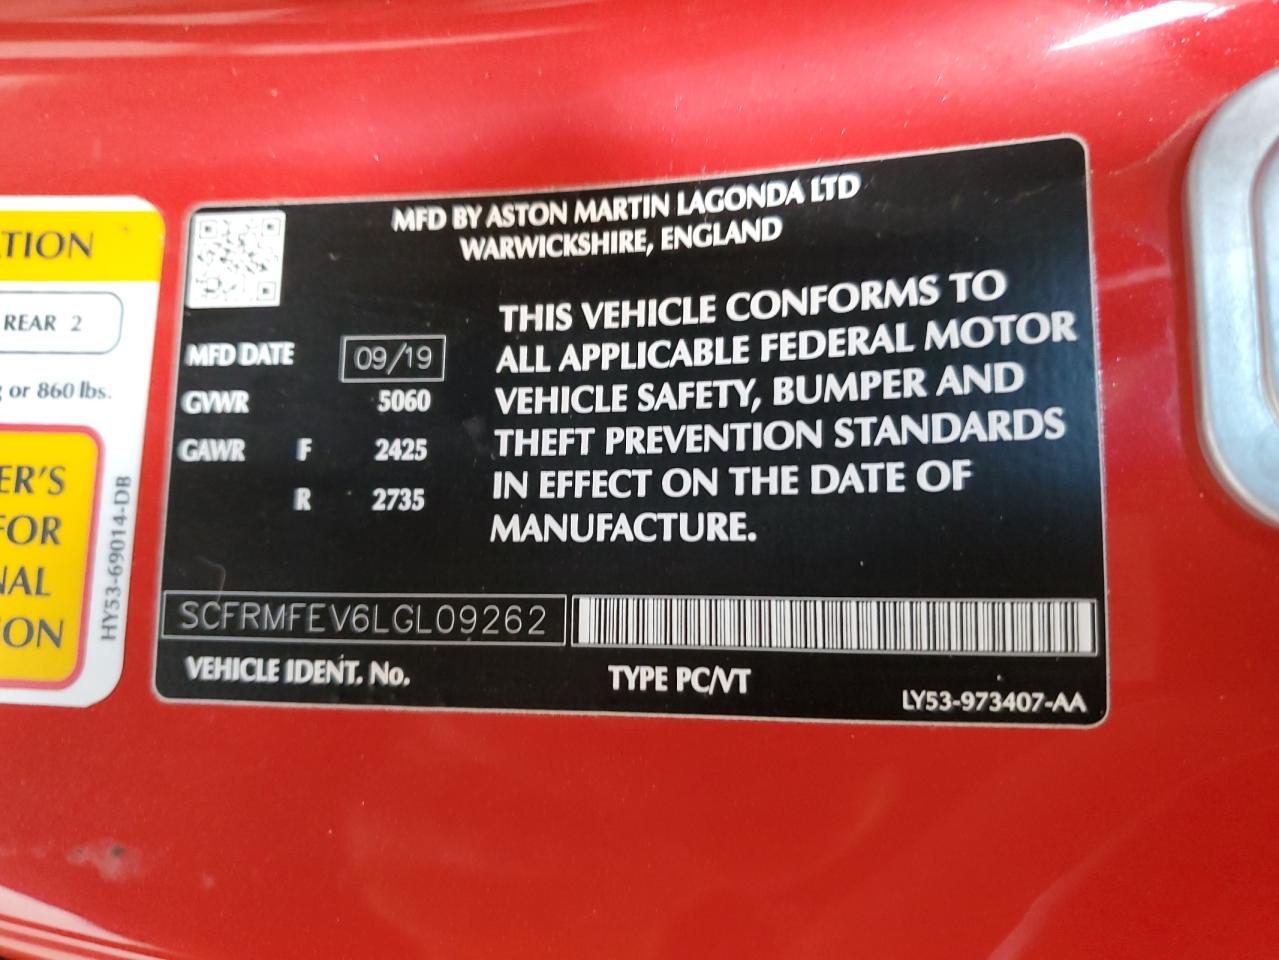 TION
REAR 2
or 860 lbs.
ER'S
FOR
NAL
ION
HY53-69014-DB
MFD BY ASTON MARTIN LAGONDA LTD
WARWICKSHIRE, ENGLAND
MFD DATE 09/19
GVWR 5060
GAWR F 2425
R 2735
THIS VEHICLE CONFORMS TO
ALL APPLICABLE FEDERAL MOTOR
VEHICLE SAFETY, BUMPER AND
THEFT PREVENTION STANDARDS
IN EFFECT ON THE DATE OF
MANUFACTURE.
SCFRMFEV6LGL09262
VEHICLE IDENT. No.
TYPE PC/VT
LY53-973407-AA